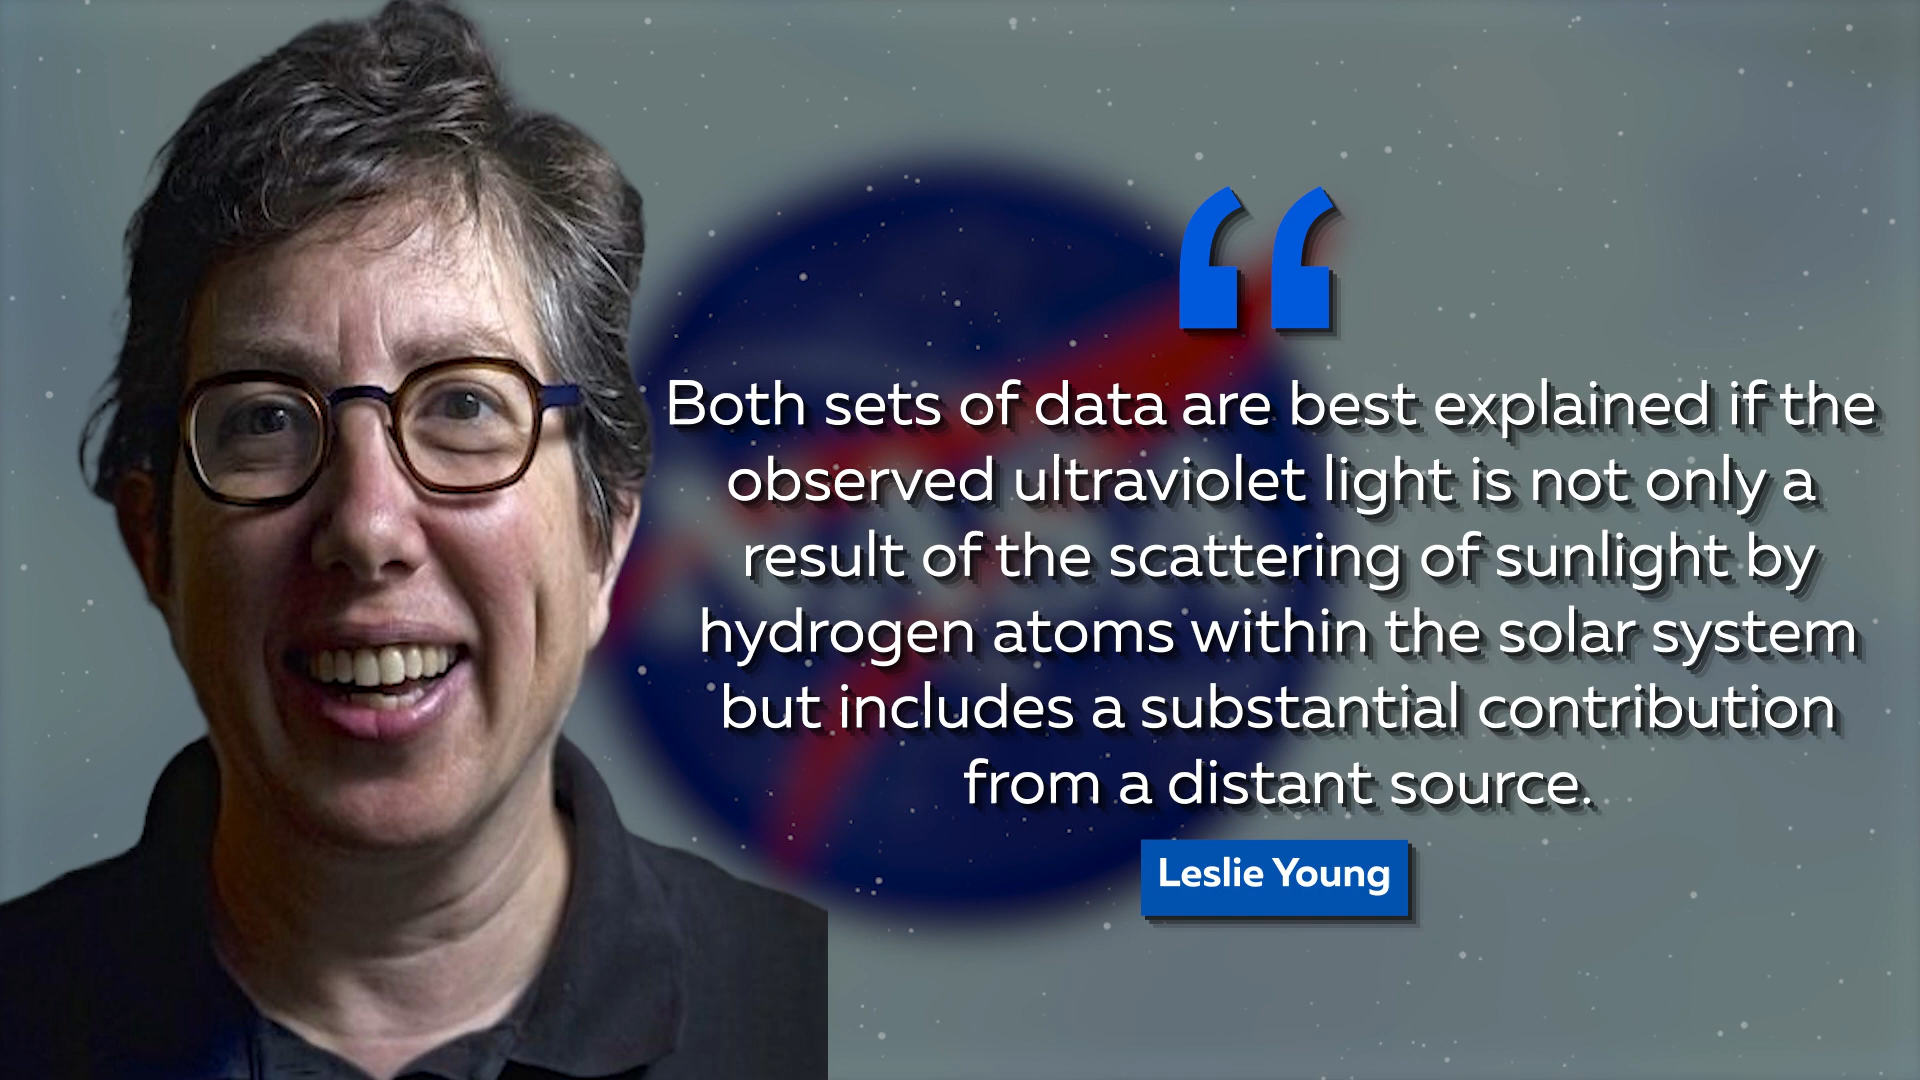 “
Both sets of data are best explained if the
observed ultraviolet light is not only a
result of the scattering of sunlight by
hydrogen atoms within the solar system
but includes a substantial contribution
from a distant source.
Leslie Young